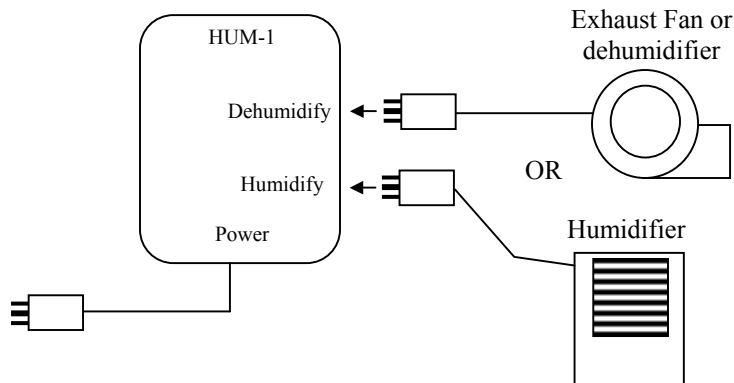 HUM-1
Exhaust Fan or
dehumidifier
Dehumidify
OR
Humidify
Humidifier
Power